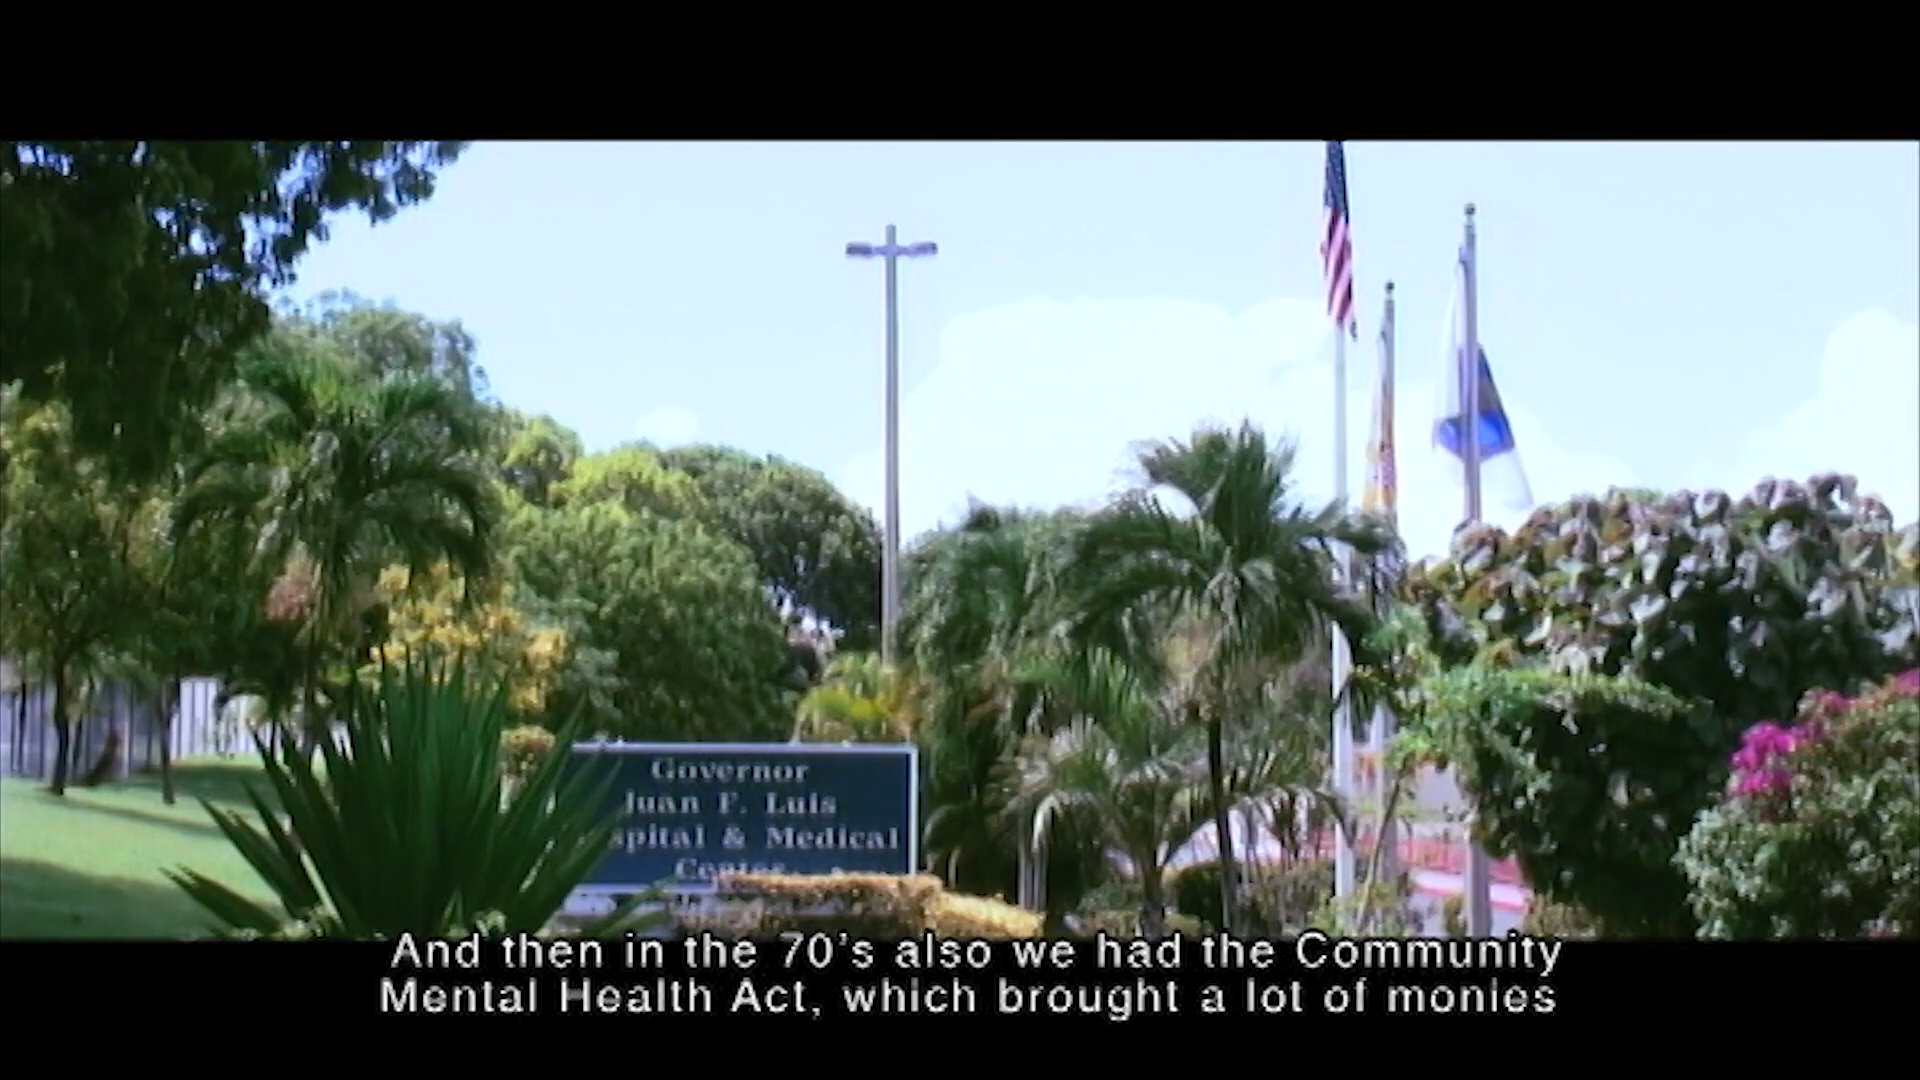 Governor
Juan F. Luis
spital & Medical
Center
And then in the 70's also we had the Community
Mental Health Act, which brought a lot of monies